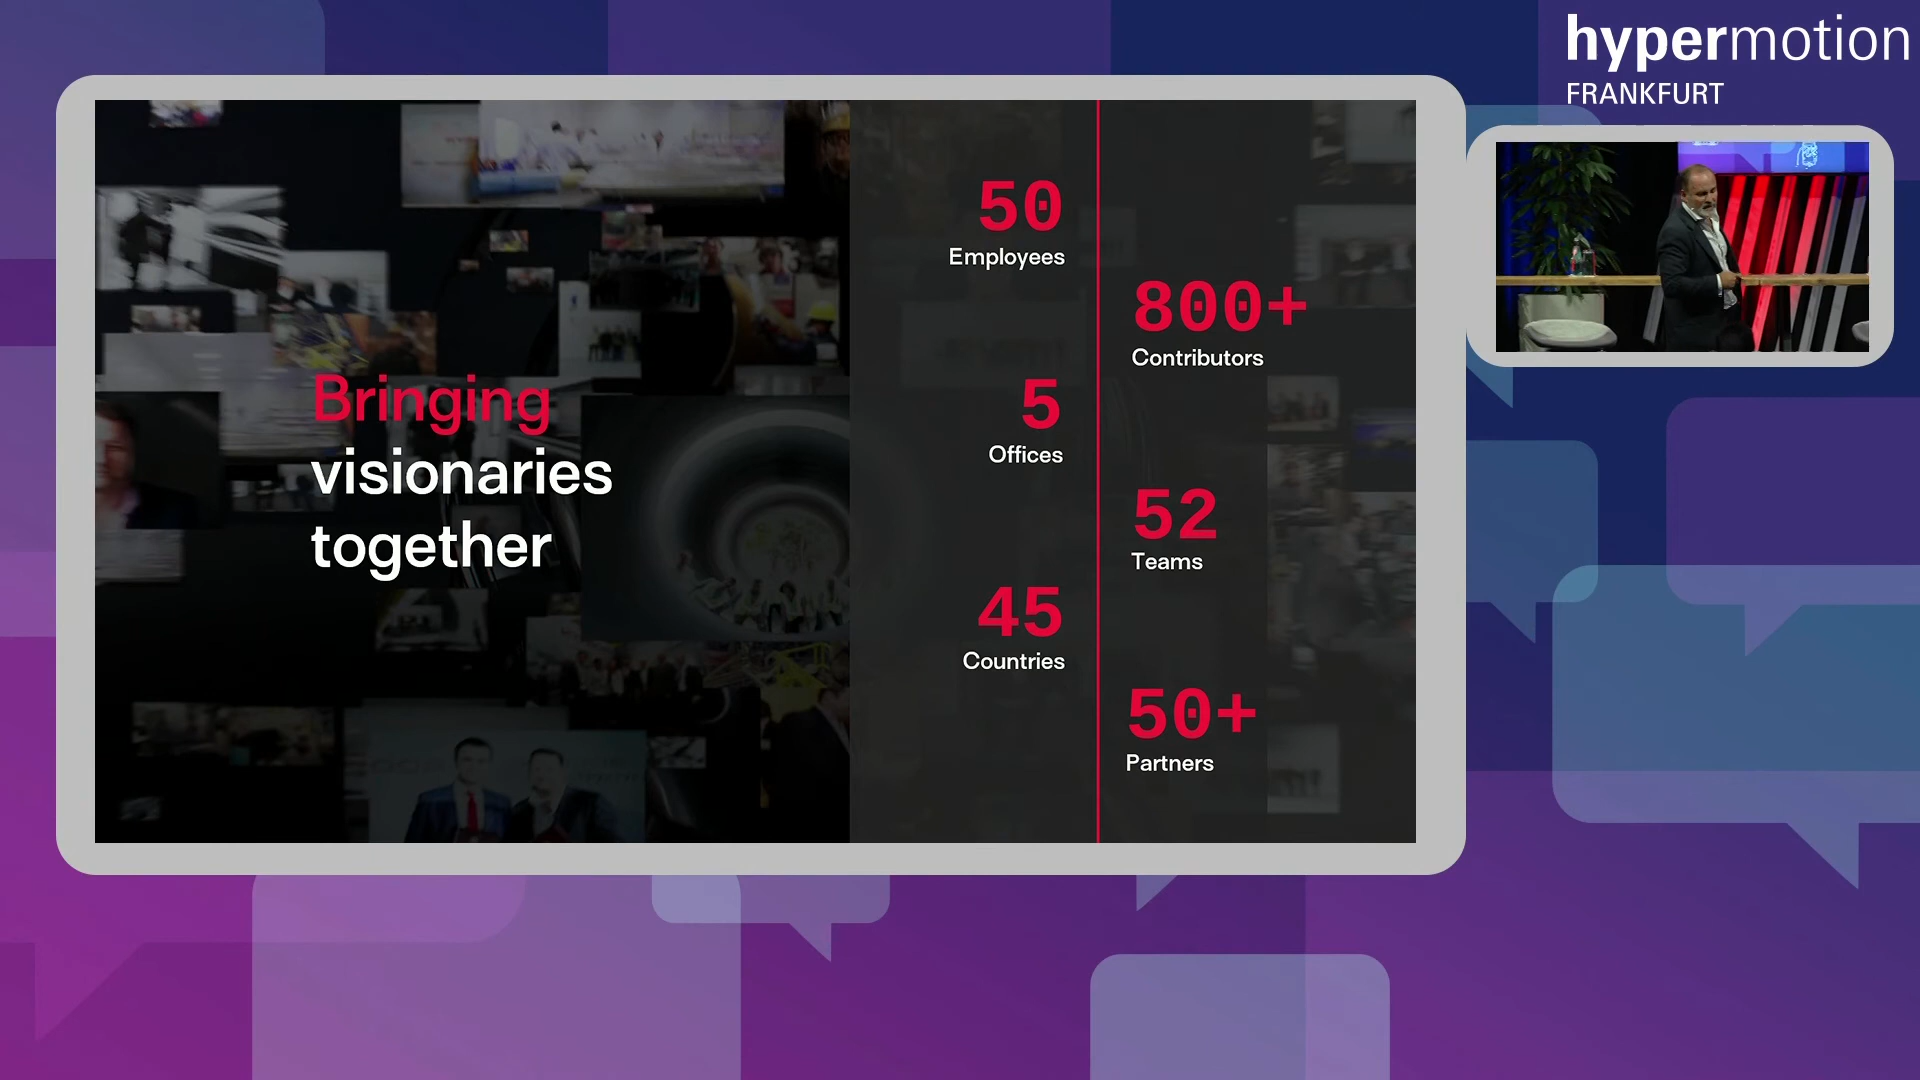 hypermotion
FRANKFURT
Bringing
visionaries
together
50
Employees
800+
Contributors
5
Offices
52
Teams
45
Countries
50+
Partners